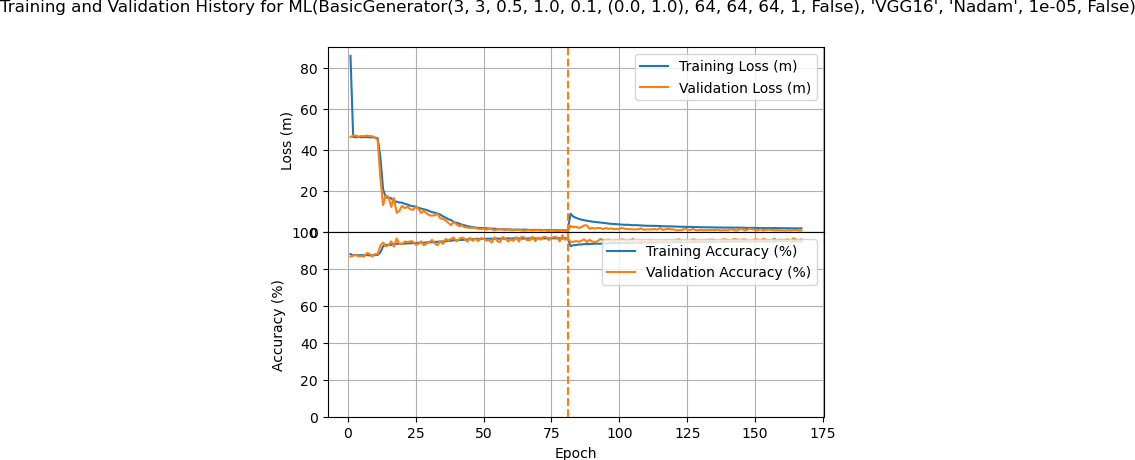 Training and Validation History for ML(BasicGenerator(3, 3, 0.5, 1.0, 0.1, (0.0, 1.0), 64, 64, 64, 1, False), 'VGG16', 'Nadam', 1e-05, False)
Training Loss (m)
Validation Loss (m)
80
60
40
20
0
Loss (m)
Training Accuracy (%)
Validation Accuracy (%)
100
80
60
40
20
0
Accuracy (%)
0 25 50 75 100 125 150 175
Epoch